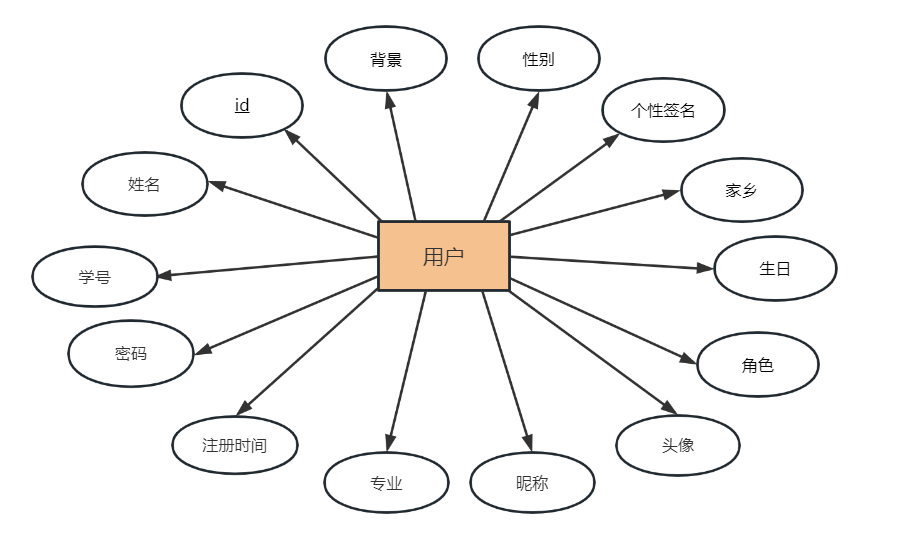 背景
性别
id
个性签名
姓名
家乡
用户
学号
生日
密码
角色
注册时间
头像
专业
昵称